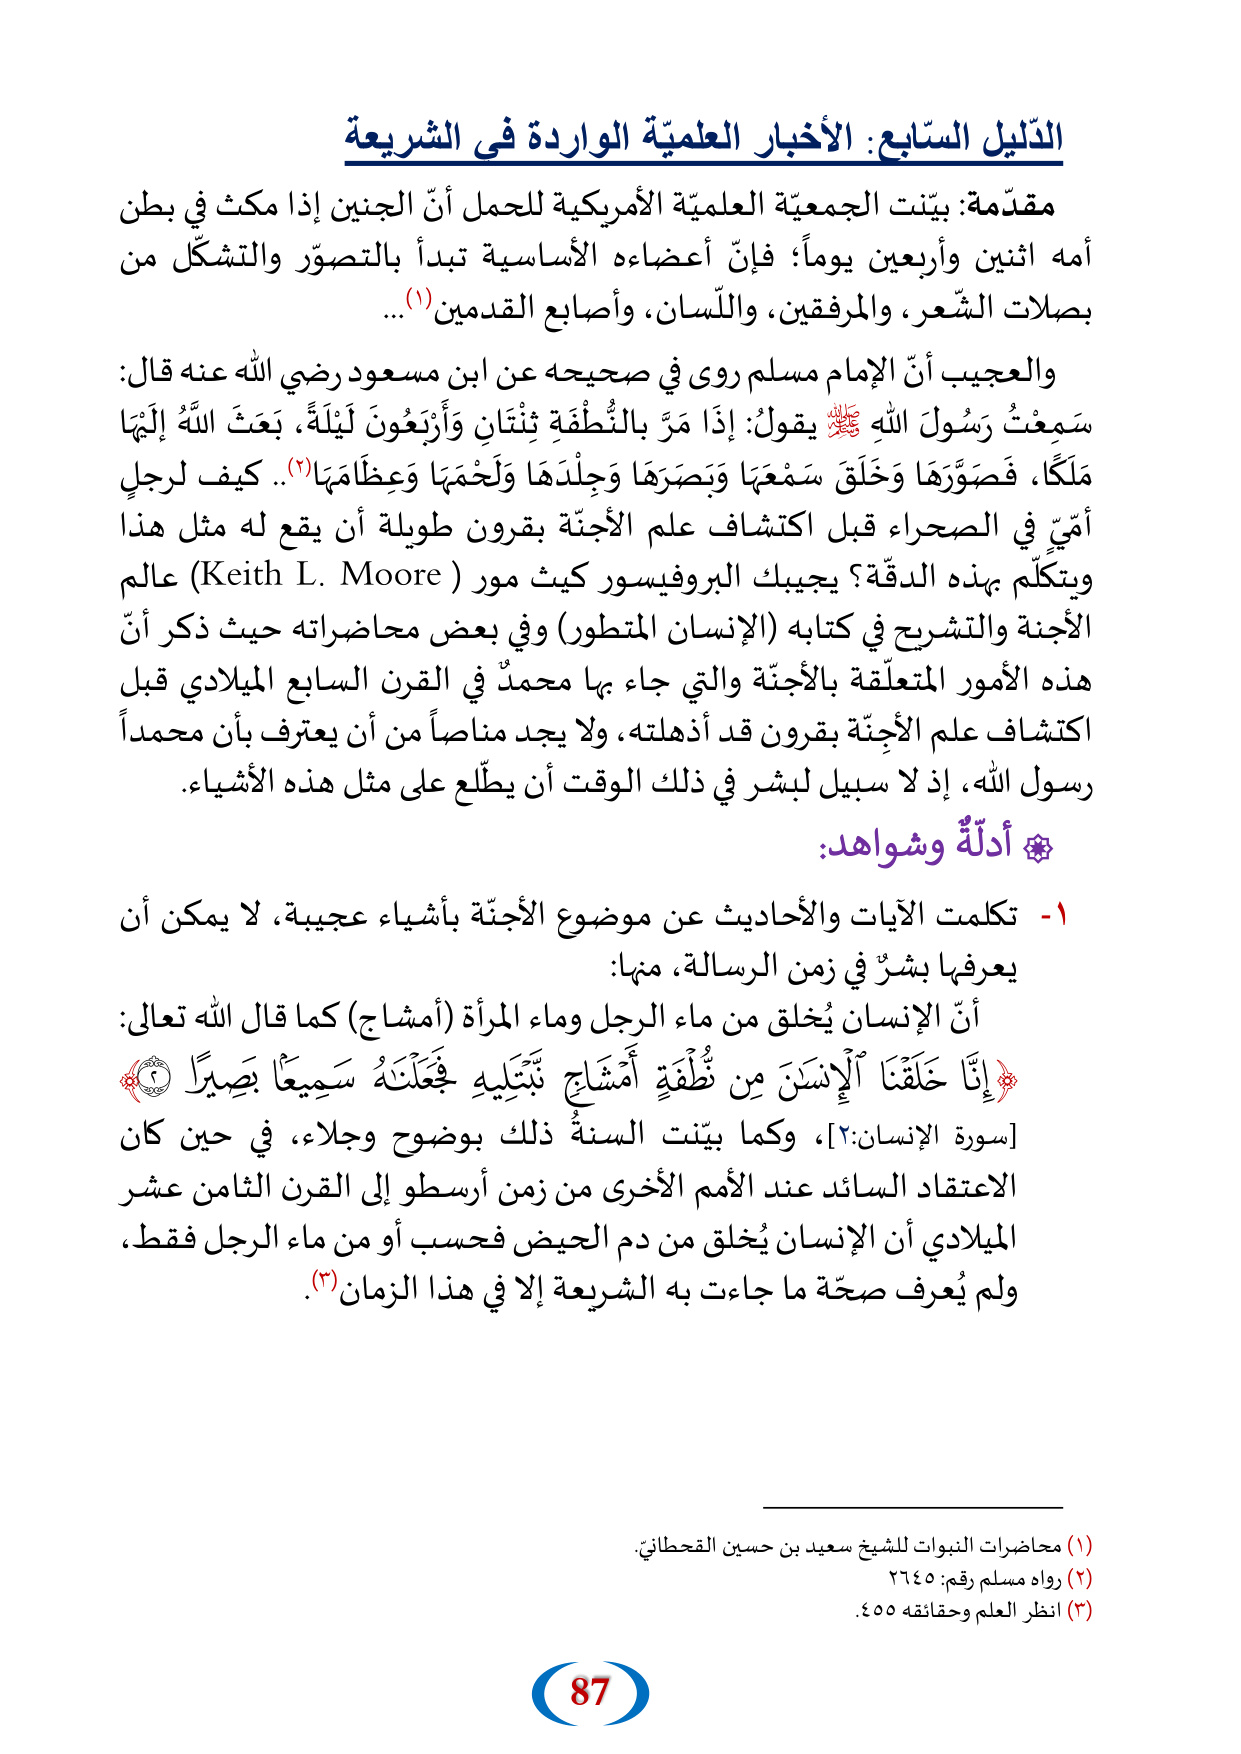 الدّليل السّابع: الأخبار العلميّة الواردة في الشريعة
مقدّمة: بيّنت الجمعيّة العلميّة الأمريكية للحمل أنّ الجنين إذا مكث في بطن
أمه اثنين وأربعين يوماً؛ فإنّ أعضاءه الأساسية تبدأ بالتصوّر والتشكّل من
بصلات الشّعر، والمرفقين، واللّسان، وأصابع القدمين(١)...
والعجيب أنّ الإمام مسلم روى في صحيحه عن ابن مسعود رضي الله عنه قال:
سَمِعْتُ رَسُولَ اللهِ ﷺ يقولُ: إذَا مَرَّ بالنُّطْفَةِ ثِنْتَانِ وَأَرْبَعُونَ لَيْلَةً، بَعَثَ اللَّهُ إلَيْهَا
مَلَكًا، فَصَوَّرَهَا وَخَلَقَ سَمْعَهَا وَبَصَرَهَا وَجِلْدَهَا وَلَحْمَهَا وَعِظَامَهَا(٢).. كيف لرجلٍ
أمّيّ في الصحراء قبل اكتشاف علم الأجنّة بقرون طويلة أن يقع له مثل هذا
ويتكلّم بهذه الدقّة؟ يجيبك البروفيسور كيث مور ( Keith L. Moore) عالم
الأجنة والتشريح في كتابه (الإنسان المتطور) وفي بعض محاضراته حيث ذكر أنّ
هذه الأمور المتعلّقة بالأجنّة والتي جاء بها محمدٌ في القرن السابع الميلادي قبل
اكتشاف علم الأجِنّة بقرون قد أذهلته، ولا يجد مناصاً من أن يعترف بأن محمداً
رسول الله، إذ لا سبيل لبشر في ذلك الوقت أن يطّلع على مثل هذه الأشياء.
۞ أدلّةٌ وشواهد:
١- تكلمت الآيات والأحاديث عن موضوع الأجنّة بأشياء عجيبة، لا يمكن أن
يعرفها بشرٌ في زمن الرسالة، منها:
أنّ الإنسان يُخلق من ماء الرجل وماء المرأة (أمشاج) كما قال الله تعالى:
﴿إِنَّا خَلَقۡنَا ٱلۡإِنسَٰنَ مِن نُّطۡفَةٍ أَمۡشَاجٖ نَّبۡتَلِيهِ فَجَعَلۡنَٰهُ سَمِيعَۢا بَصِيرًا ٢﴾
[سورة الإنسان:٢]، وكما بيّنت السنةُ ذلك بوضوح وجلاء، في حين كان
الاعتقاد السائد عند الأمم الأخرى من زمن أرسطو إلى القرن الثامن عشر
الميلادي أن الإنسان يُخلق من دم الحيض فحسب أو من ماء الرجل فقط،
ولم يُعرف صحّة ما جاءت به الشريعة إلا في هذا الزمان(٣).
(١) محاضرات النبوات للشيخ سعيد بن حسين القحطانيّ.
(٢) رواه مسلم رقم: ٢٦٤٥
(٣) انظر العلم وحقائقه ٤٥٥.
87